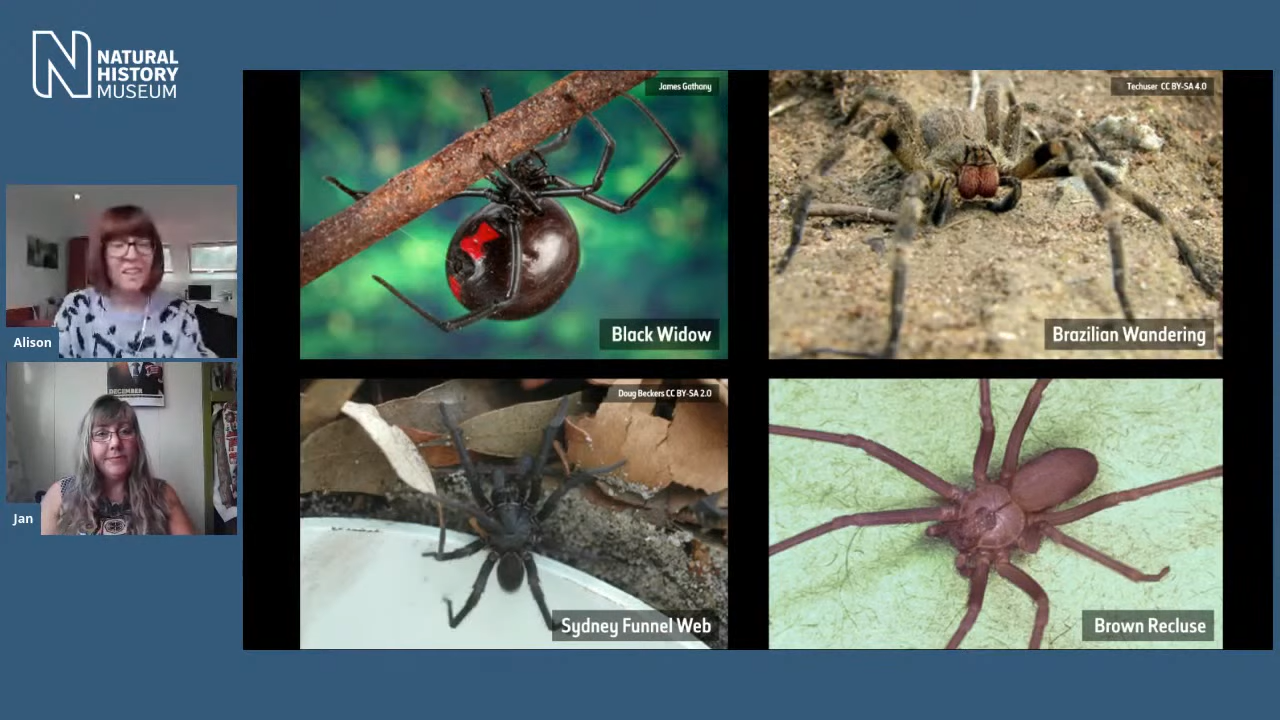 NATURAL
HISTORY
MUSEUM
Alison
DECEMBER
Jan
James Gathany
Black Widow
Techuser CC BY-SA 4.0
Brazilian Wandering
Doug Beckers CC BY-SA 2.0
Sydney Funnel Web
Brown Recluse